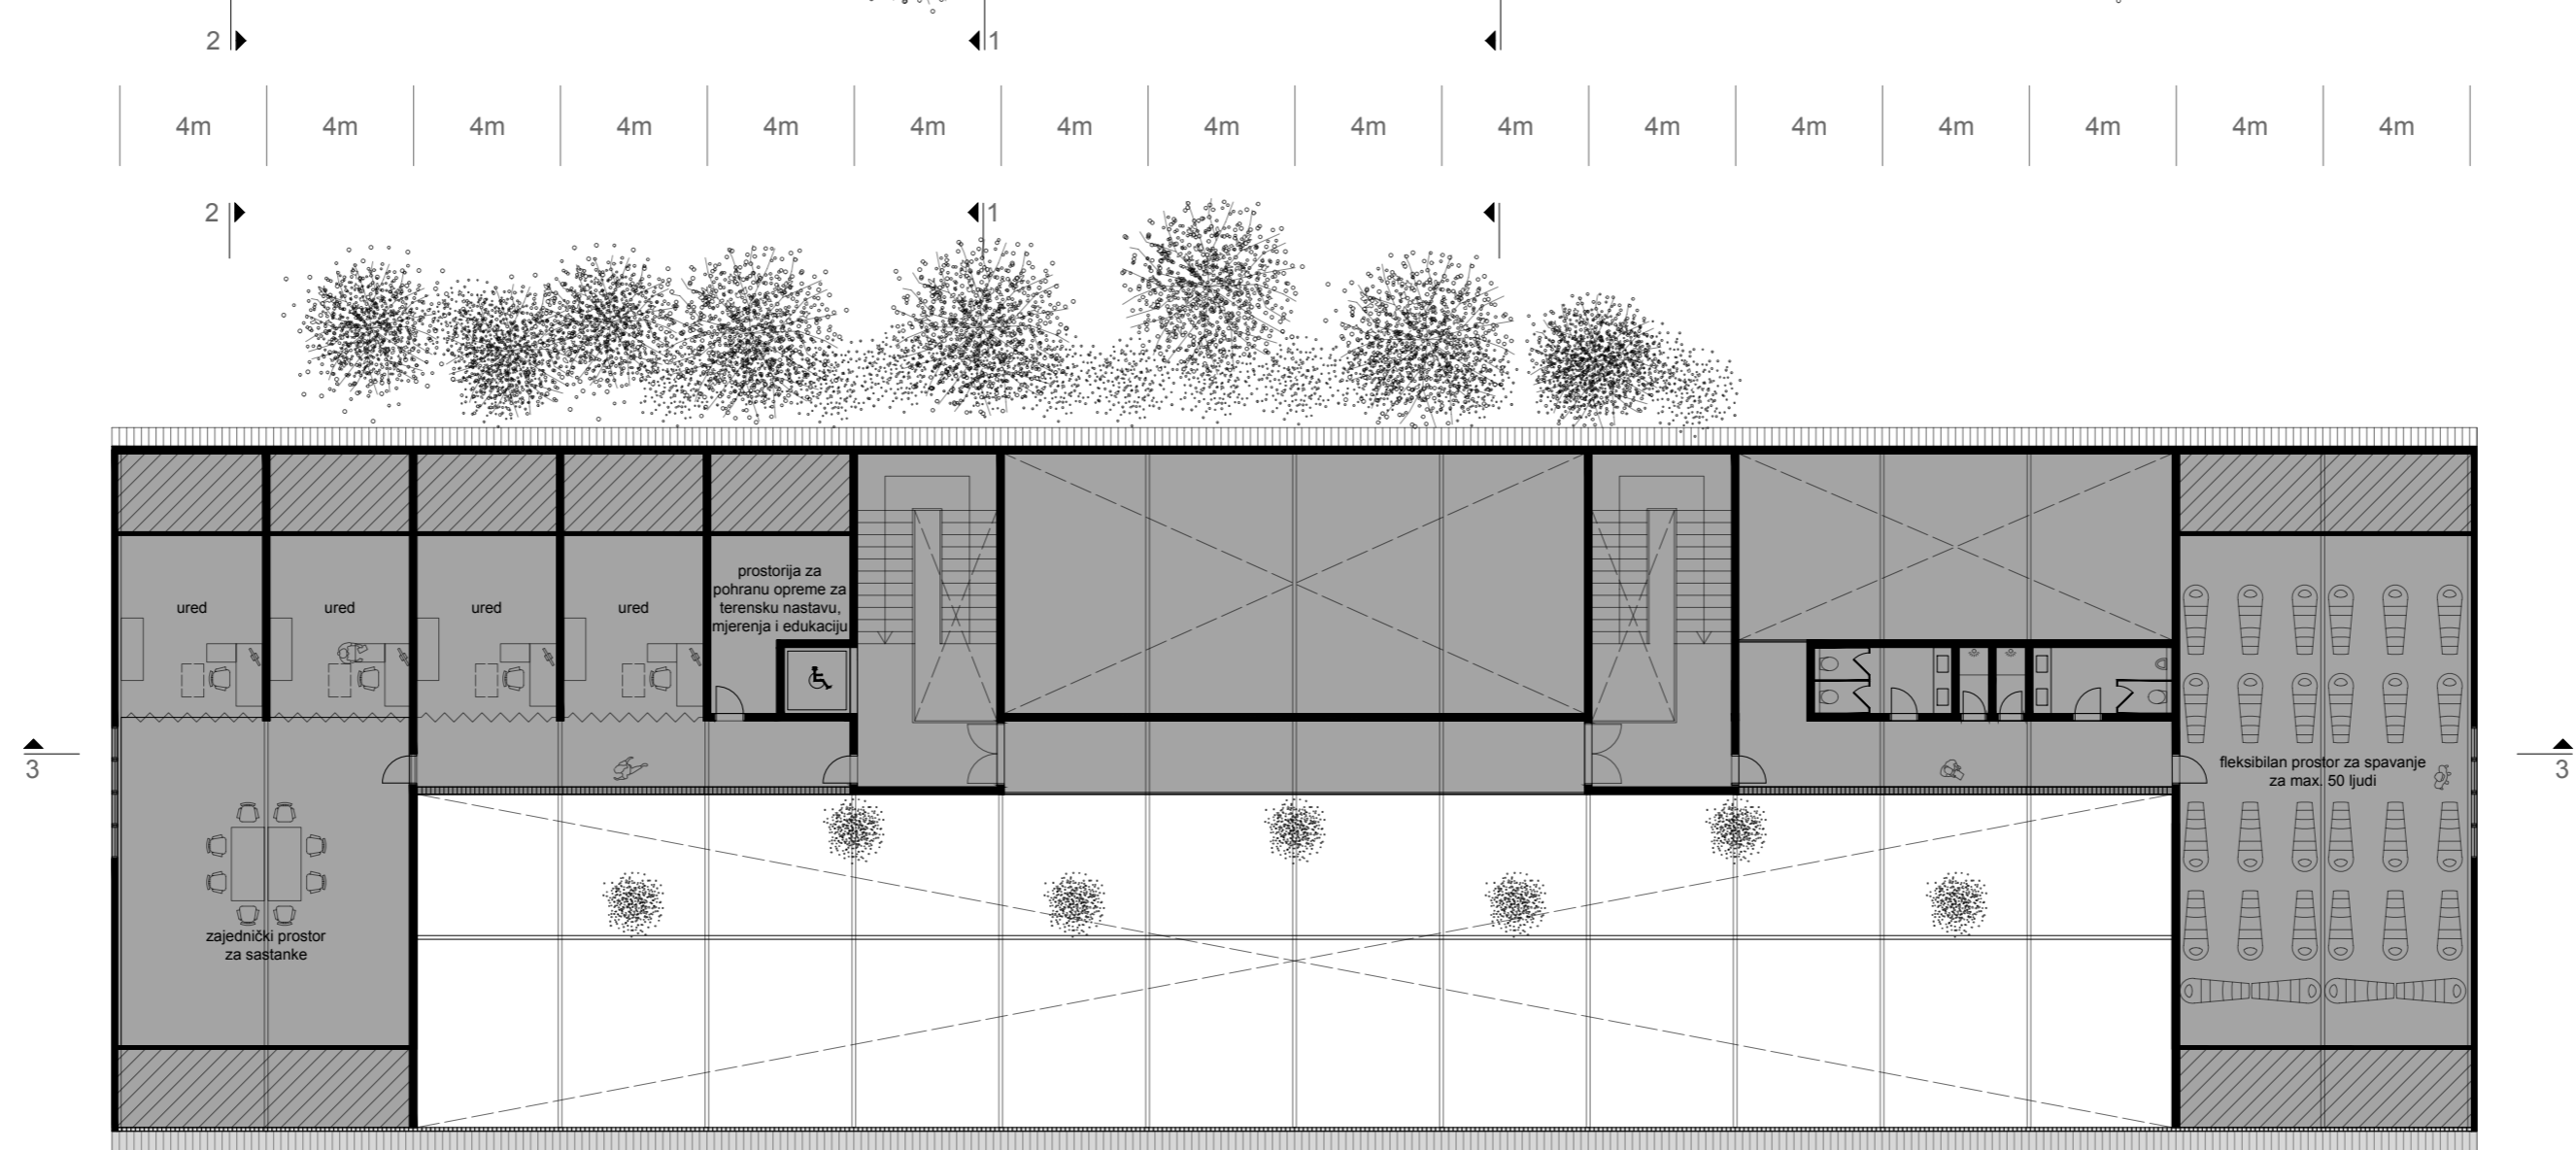 2 1
4m 4m 4m 4m 4m 4m 4m 4m 4m 4m 4m 4m 4m 4m 4m 4m
2 1
ured
ured
ured
ured
prostorija za
pohranu opreme za
terensku nastavu,
mjerenja i edukaciju
3
fleksibilan prostor za spavanje
za max. 50 ljudi
3
zajednički prostor
za sastanke